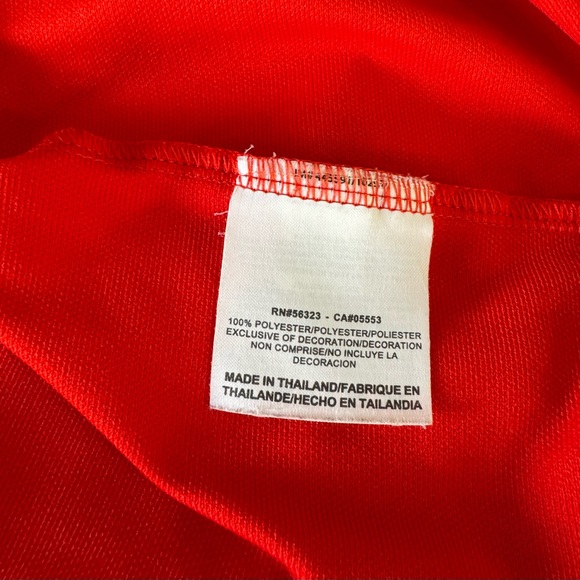 RN#56323 - CA#05553
100% POLYESTER/POLYESTER/POLIESTER
EXCLUSIVE OF DECORATION/DECORATION
NON COMPRISE/NO INCLUYE LA
DECORACION
MADE IN THAILAND/FABRIQUE EN
THAILANDE/HECHO EN TAILANDIA